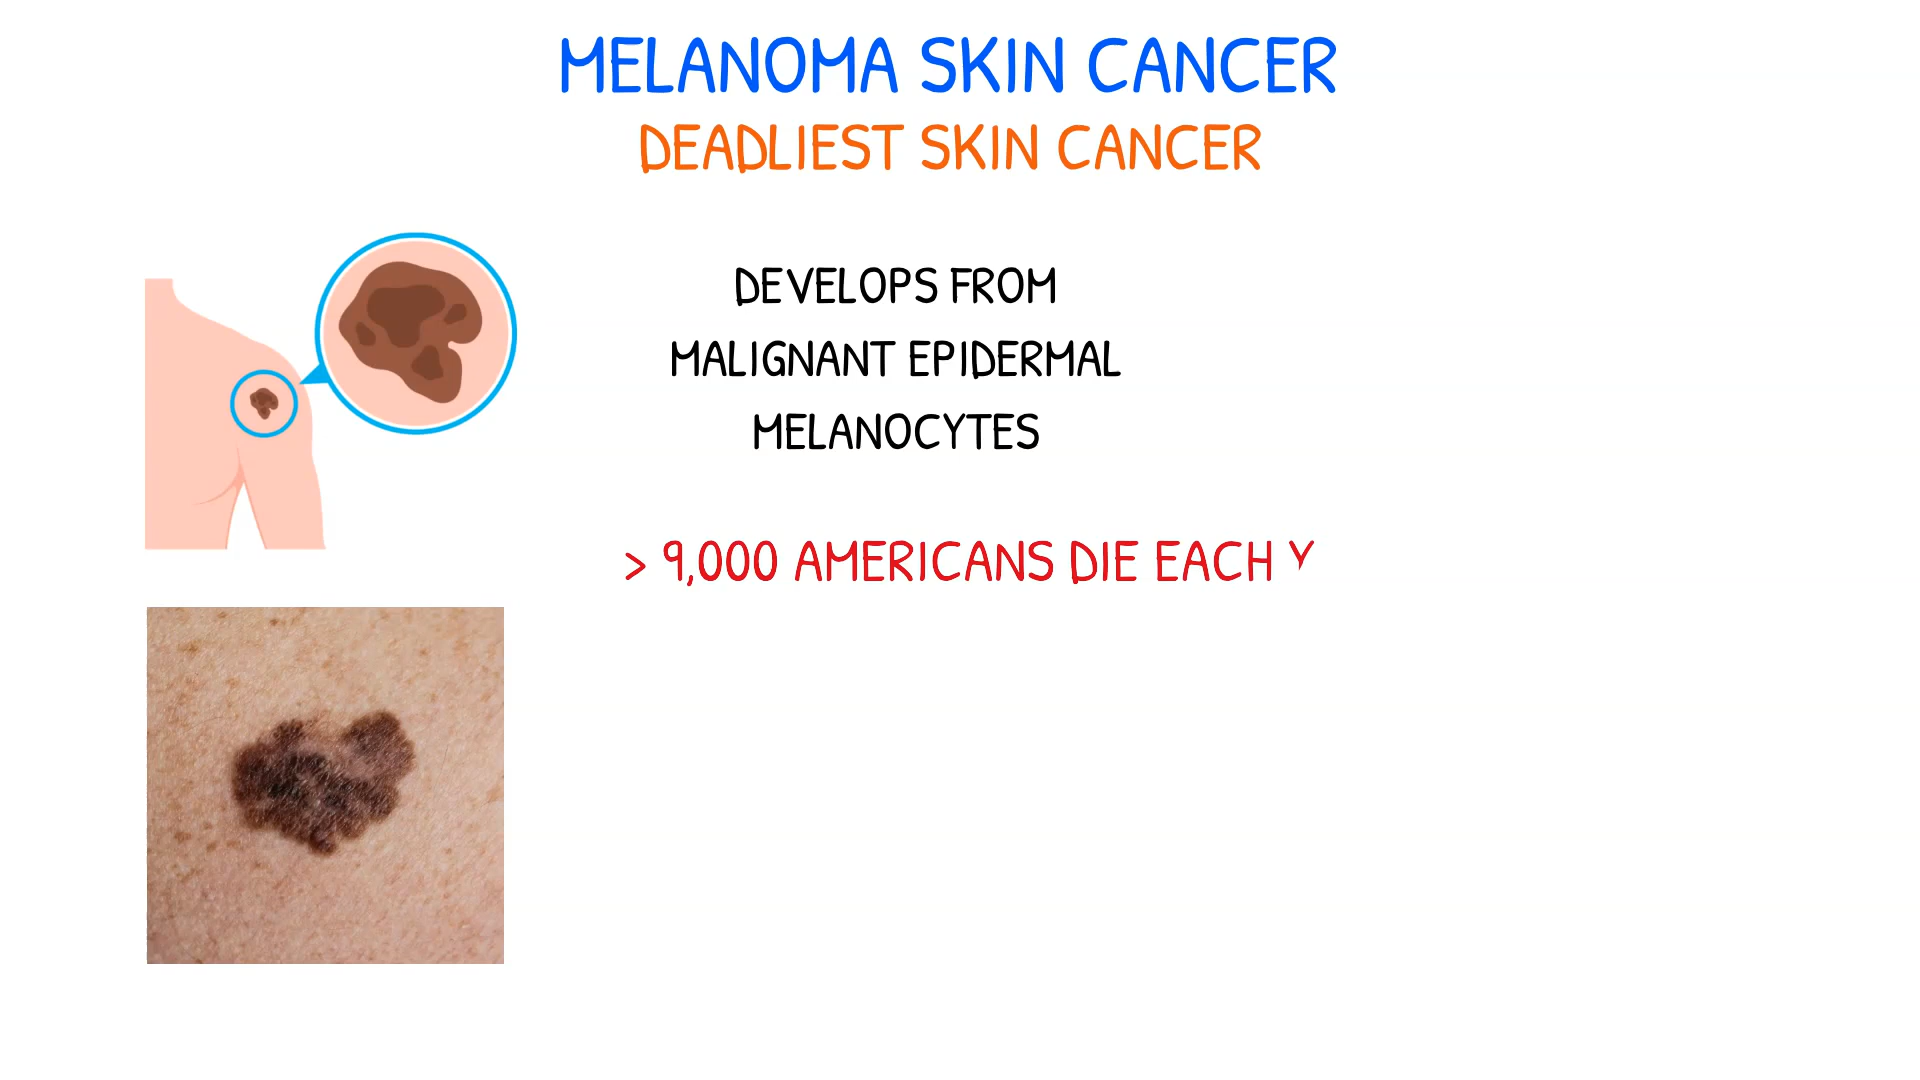 MELANOMA SKIN CANCER
DEADLIEST SKIN CANCER
DEVELOPS FROM
MALIGNANT EPIDERMAL
MELANOCYTES
> 9,000 AMERICANS DIE EACH Y